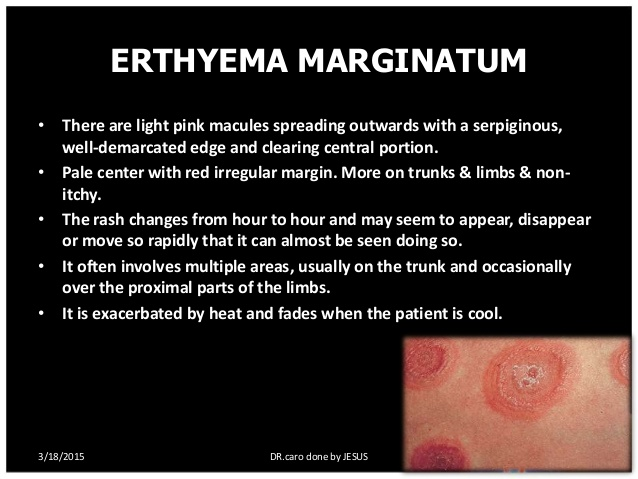 ERTHYEMA MARGINATUM
• There are light pink macules spreading outwards with a serpiginous,
well-demarcated edge and clearing central portion.
• Pale center with red irregular margin. More on trunks & limbs & non-
itchy.
• The rash changes from hour to hour and may seem to appear, disappear
or move so rapidly that it can almost be seen doing so.
• It often involves multiple areas, usually on the trunk and occasionally
over the proximal parts of the limbs.
• It is exacerbated by heat and fades when the patient is cool.
3/18/2015
DR.caro done by JESUS